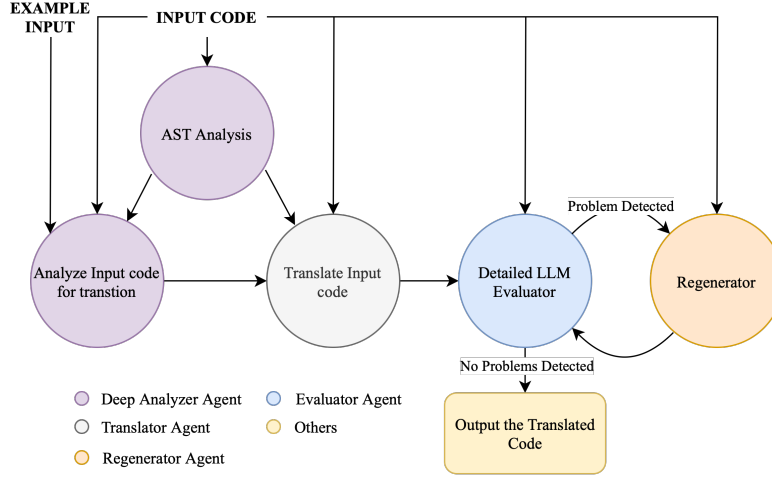 EXAMPLE
INPUT
INPUT CODE
AST Analysis
Problem Detected
Analyze Input code
for transtion
Translate Input
code
Detailed LLM
Evaluator
Regenerator
No Problems Detected
Output the Translated
Code
Deep Analyzer Agent
Evaluator Agent
Translator Agent
Others
Regenerator Agent